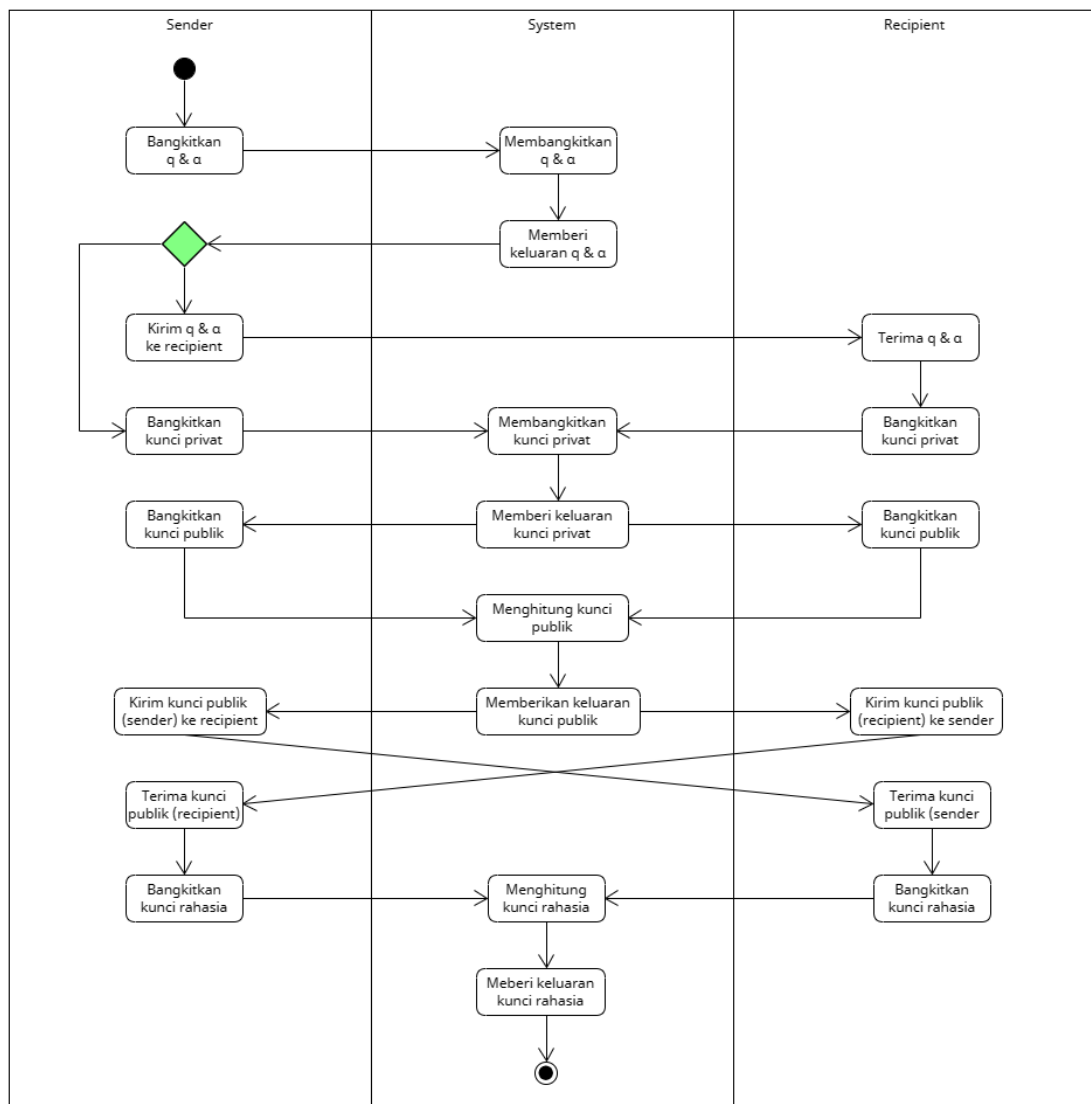 Sender
System
Recipient
Bangkitkan
q & α
Membangkitkan
q & α
Memberi
keluaran q & α
Kirim q & α
ke recipient
Terima q & α
Bangkitkan
kunci privat
Membangkitkan
kunci privat
Bangkitkan
kunci privat
Bangkitkan
kunci publik
Memberi keluaran
kunci privat
Bangkitkan
kunci publik
Menghitung kunci
publik
Kirim kunci publik
(sender) ke recipient
Memberikan keluaran
kunci publik
Kirim kunci publik
(recipient) ke sender
Terima kunci
publik (recipient)
Terima kunci
publik (sender
Bangkitkan
kunci rahasia
Menghitung
kunci rahasia
Bangkitkan
kunci rahasia
Meberi keluaran
kunci rahasia